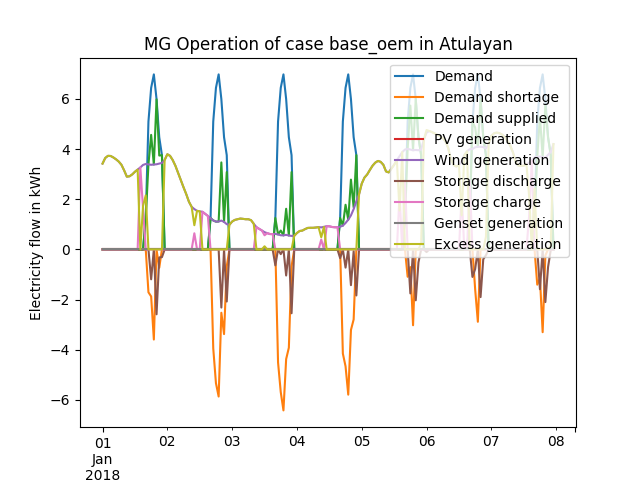 MG Operation of case base_oem in Atulayan
Electricity flow in kWh
6
4
2
0
−2
−4
−6
Demand
Demand shortage
Demand supplied
PV generation
Wind generation
Storage discharge
Storage charge
Genset generation
Excess generation
01 02 03 04 05 06 07 08
Jan
2018